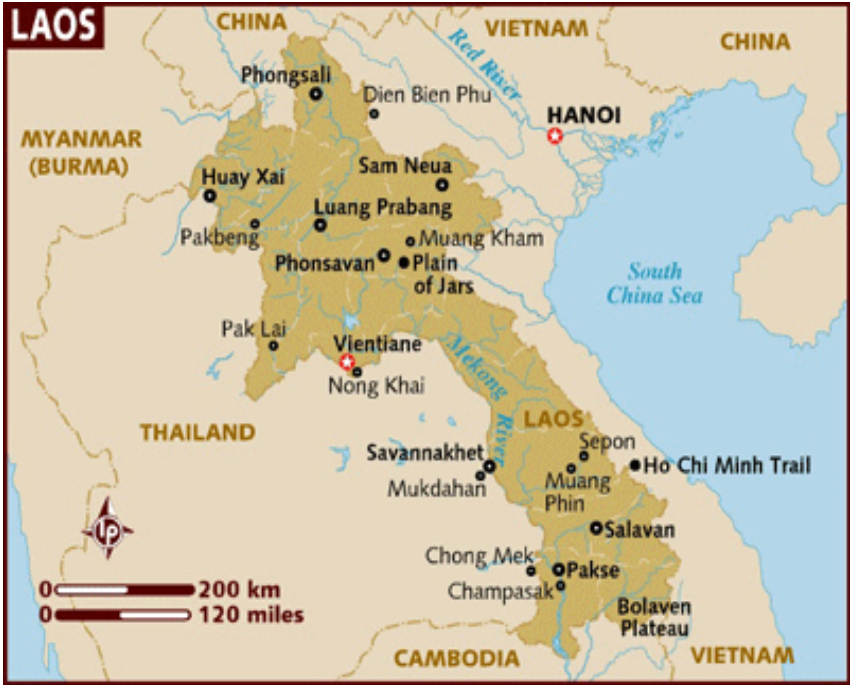 LAOS
CHINA
VIETNAM
CHINA
Red River
Phongsali
Dien Bien Phu
HANOI
MYANMAR
(BURMA)
Sam Neua
Huay Xai
Luang Prabang
Pakbeng
Muang Kham
Phonsavan
Plain
of Jars
South
China Sea
Pak Lai
Vientiane
Mekong River
Nong Khai
THAILAND
LAOS
Savannakhet
Sepon
Ho Chi Minh Trail
Mukdahan
Muang
Phin
lp
Salavan
Chong Mek
Pakse
0 200 km
Champasak
0 120 miles
Bolaven
Plateau
CAMBODIA
VIETNAM